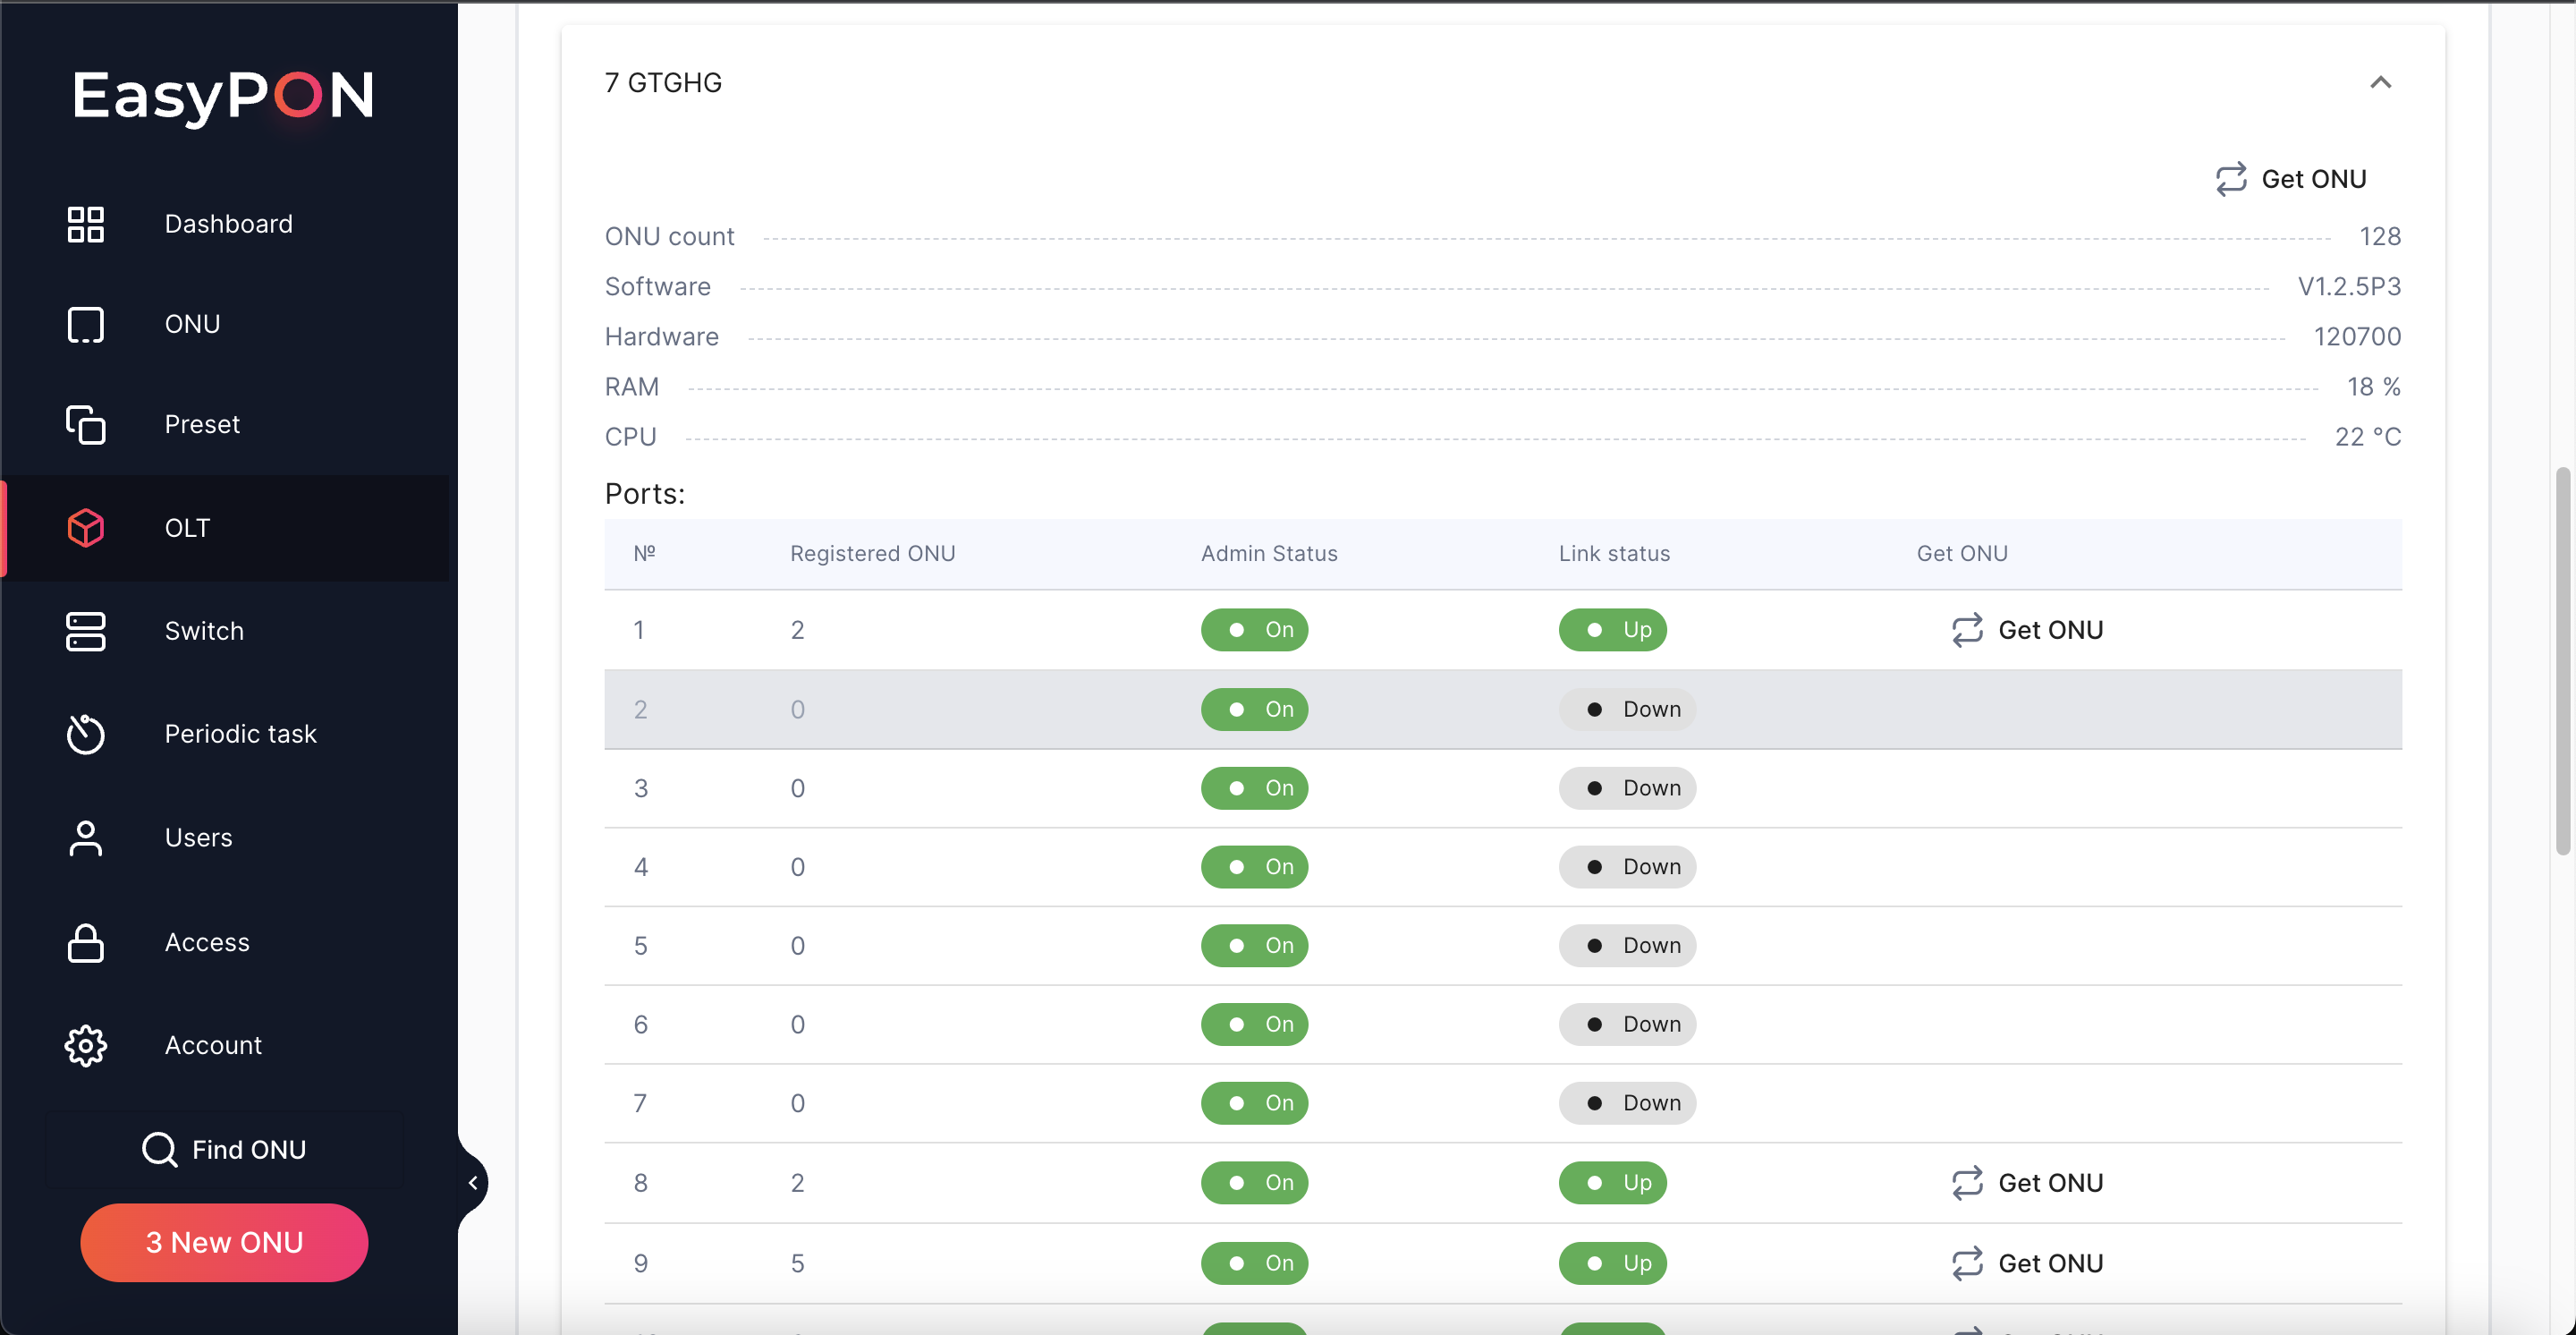 EasyPON
Dashboard
ONU
Preset
OLT
Switch
Periodic task
Users
Access
Account
Find ONU
3 New ONU
7 GTGHG
Get ONU
ONU count 128
Software V1.2.5P3
Hardware 120700
RAM 18 %
CPU 22 °C
Ports:
№ Registered ONU Admin Status Link status Get ONU
1 2 On Up Get ONU
2 0 On Down
3 0 On Down
4 0 On Down
5 0 On Down
6 0 On Down
7 0 On Down
8 2 On Up Get ONU
9 5 On Up Get ONU